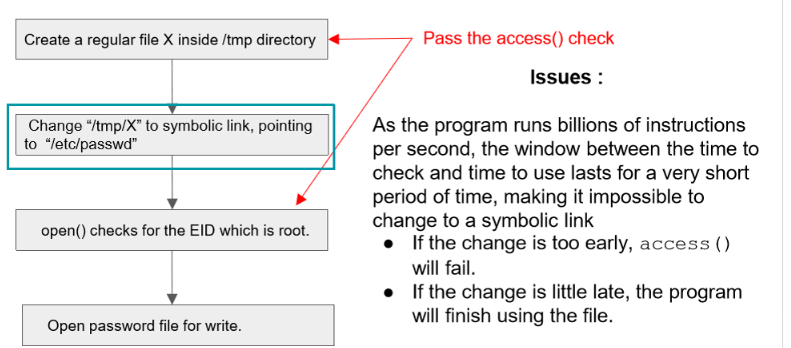 Create a regular file X inside /tmp directory
Change “/tmp/X” to symbolic link, pointing
to “/etc/passwd”
open() checks for the EID which is root.
Open password file for write.
Pass the access() check
Issues :
As the program runs billions of instructions
per second, the window between the time to
check and time to use lasts for a very short
period of time, making it impossible to
change to a symbolic link
● If the change is too early, access()
will fail.
● If the change is little late, the program
will finish using the file.